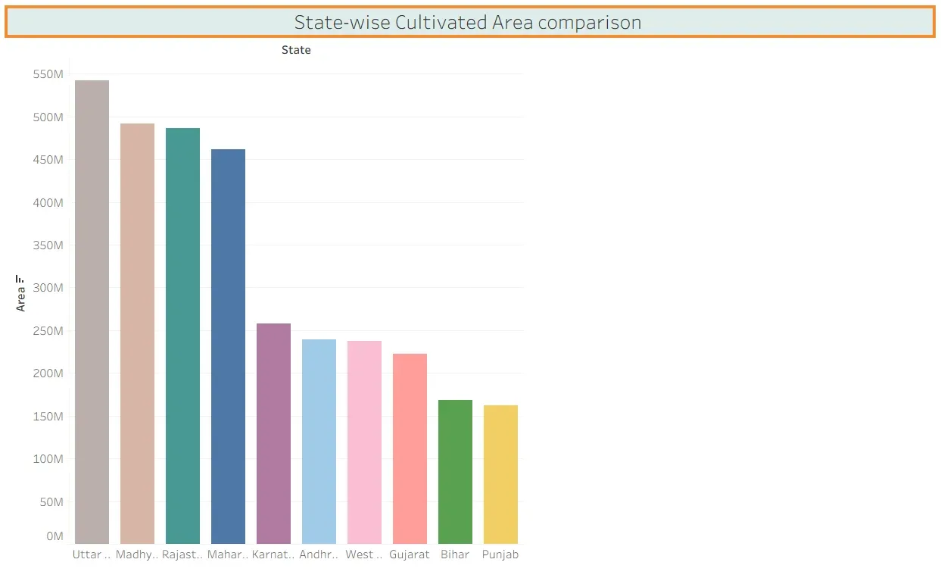 State-wise Cultivated Area comparison
State
550M
500M
450M
400M
350M
300M
250M
200M
150M
100M
50M
0M
Area
Uttar .. Madhy.. Rajast.. Mahar.. Karnat.. Andhr.. West .. Gujarat Bihar Punjab